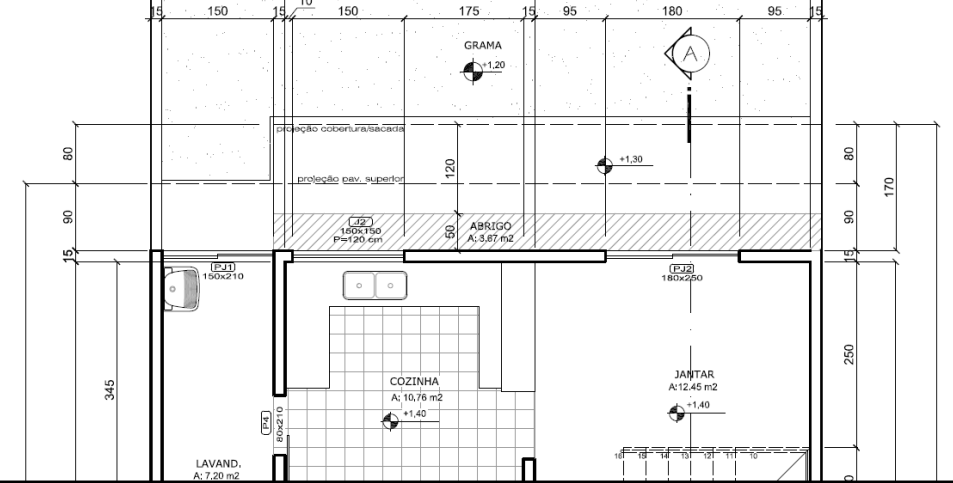 10
15 150 15 150 175 15 95 180 95 15
GRAMA
+1,20
A
projeção cobertura/sacada
80
120
+1,30
80
projeção pav. superior
170
90
J2
150x150
P=120 cm
50
ABRIGO
A: 3.67 m2
90
15
PJ1
150x210
PJ2
180x250
15
345
250
COZINHA
A: 10,76 m2
+1,40
JANTAR
A:12.45 m2
+1,40
P4
80x210
16 15 14 13 12 11 10
LAVAND.
A: 7,20 m2